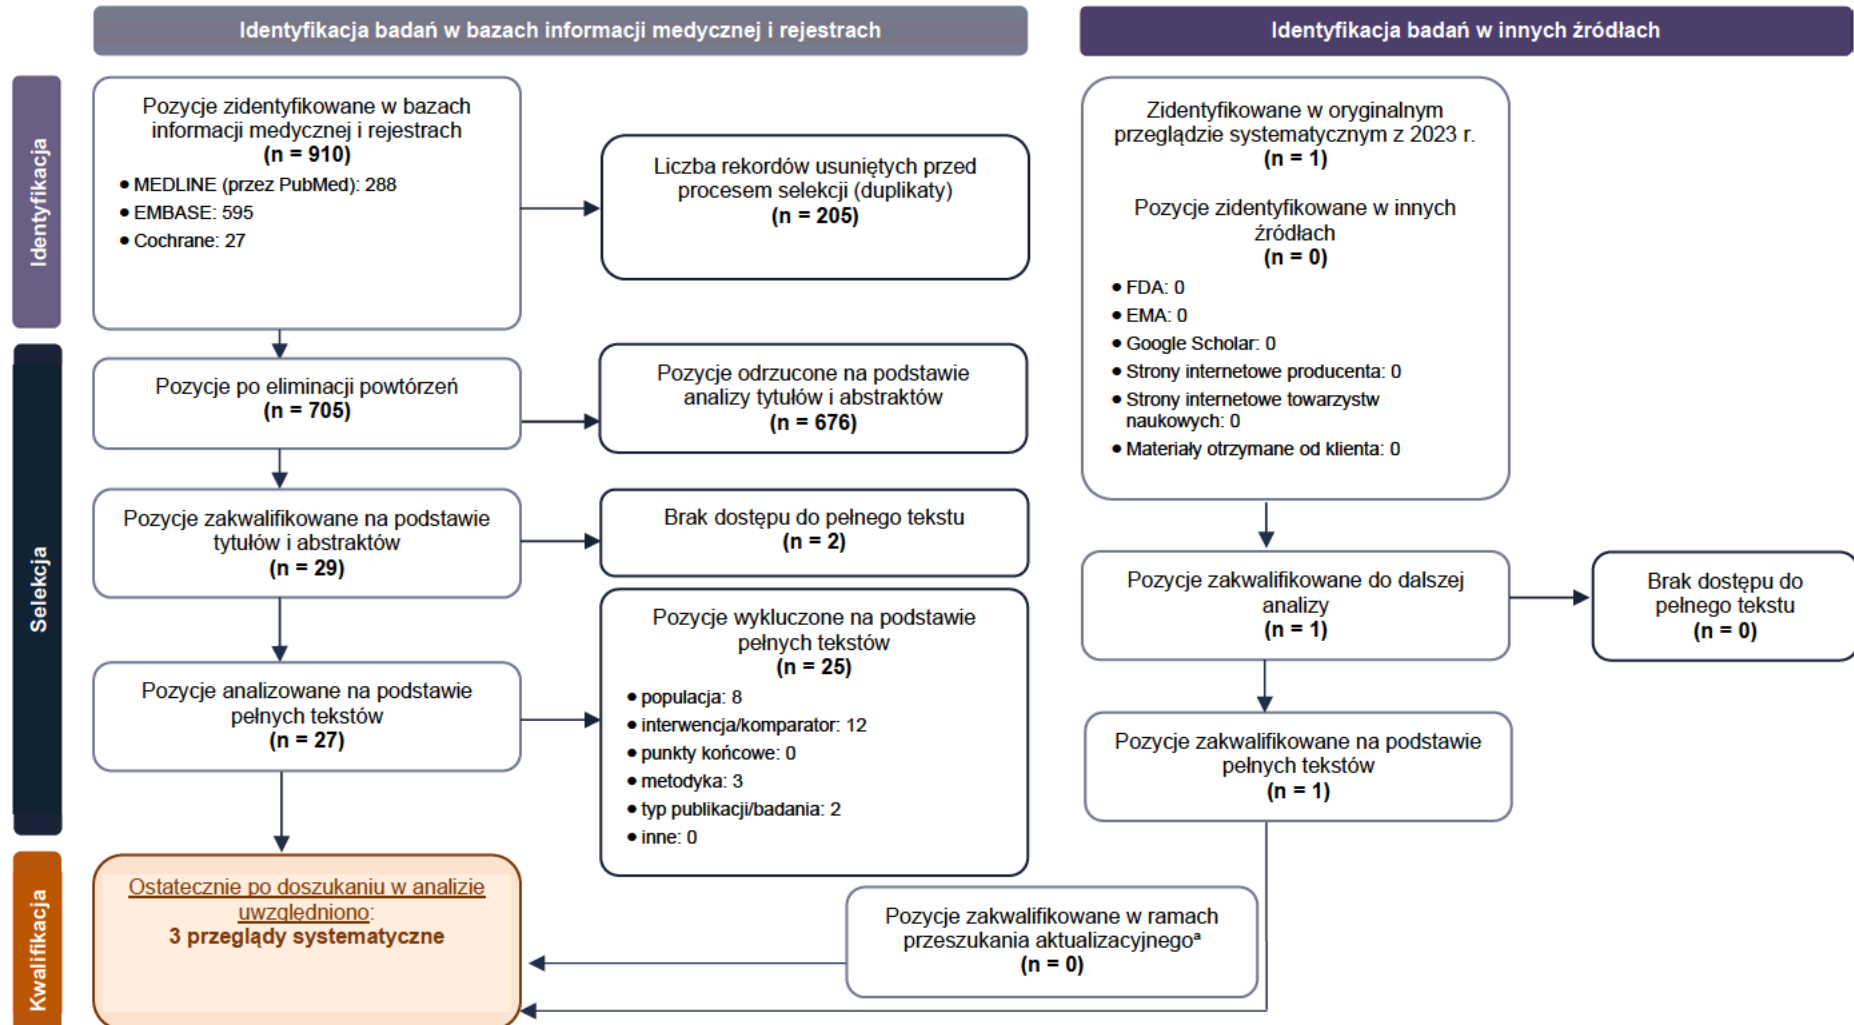 Identyfikacja badań w bazach informacji medycznej i rejestrach
Identyfikacja badań w innych źródłach
Identyfikacja
Pozycje zidentyfikowane w bazach
informacji medycznej i rejestrach
(n = 910)
• MEDLINE (przez PubMed): 288
• EMBASE: 595
• Cochrane: 27
Liczba rekordów usuniętych przed
procesem selekcji (duplikaty)
(n = 205)
Zidentyfikowane w oryginalnym
przeglądzie systematycznym z 2023 r.
(n = 1)
Pozycje zidentyfikowane w innych
źródłach
(n = 0)
• FDA: 0
• EMA: 0
• Google Scholar: 0
• Strony internetowe producenta: 0
• Strony internetowe towarzystw
naukowych: 0
• Materiały otrzymane od klienta: 0
Selekcja
Pozycje po eliminacji powtórzeń
(n = 705)
Pozycje odrzucone na podstawie
analizy tytułów i abstraktów
(n = 676)
Pozycje zakwalifikowane na podstawie
tytułów i abstraktów
(n = 29)
Brak dostępu do pełnego tekstu
(n = 2)
Pozycje zakwalifikowane do dalszej
analizy
(n = 1)
Brak dostępu do
pełnego tekstu
(n = 0)
Pozycje analizowane na podstawie
pełnych tekstów
(n = 27)
Pozycje wykluczone na podstawie
pełnych tekstów
(n = 25)
• populacja: 8
• interwencja/komparator: 12
• punkty końcowe: 0
• metodyka: 3
• typ publikacji/badania: 2
• inne: 0
Pozycje zakwalifikowane na podstawie
pełnych tekstów
(n = 1)
Kwalifikacja
Ostatecznie po doszukaniu w analizie
uwzględniono:
3 przeglądy systematyczne
Pozycje zakwalifikowane w ramach
przeszukania aktualizacyjnegoᵃ
(n = 0)